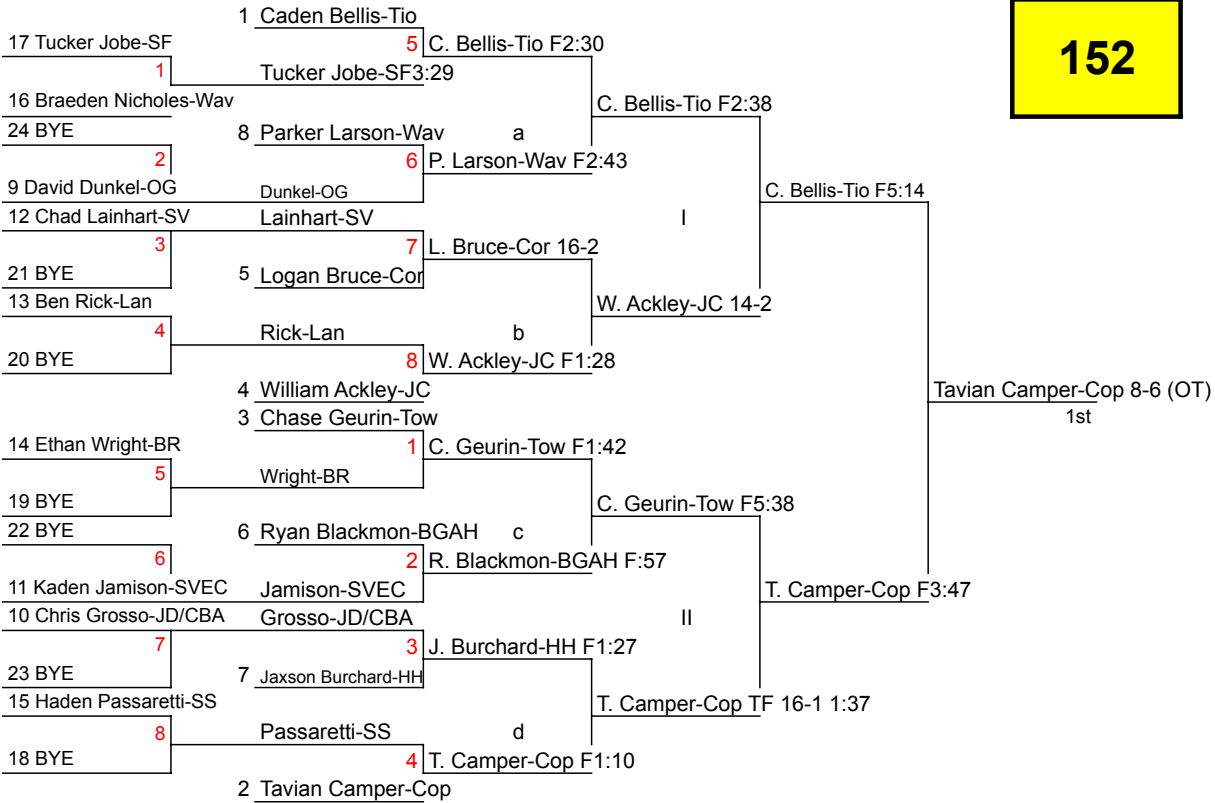 152
1 Caden Bellis-Tio
17 Tucker Jobe-SF
5 C. Bellis-Tio F2:30
1 Tucker Jobe-SF3:29
16 Braeden Nicholes-Wav
C. Bellis-Tio F2:38
24 BYE
8 Parker Larson-Wav a
2
6 P. Larson-Wav F2:43
9 David Dunkel-OG
Dunkel-OG
C. Bellis-Tio F5:14
12 Chad Lainhart-SV
Lainhart-SV
I
3
7 L. Bruce-Cor 16-2
21 BYE
5 Logan Bruce-Cor
13 Ben Rick-Lan
W. Ackley-JC 14-2
4
Rick-Lan
b
20 BYE
8 W. Ackley-JC F1:28
4 William Ackley-JC
Tavian Camper-Cop 8-6 (OT)
1st
3 Chase Geurin-Tow
14 Ethan Wright-BR
1 C. Geurin-Tow F1:42
5
Wright-BR
19 BYE
C. Geurin-Tow F5:38
22 BYE
6 Ryan Blackmon-BGAH c
6
2 R. Blackmon-BGAH F:57
11 Kaden Jamison-SVEC
Jamison-SVEC
T. Camper-Cop F3:47
10 Chris Grosso-JD/CBA
Grosso-JD/CBA
II
7
3 J. Burchard-HH F1:27
23 BYE
7 Jaxson Burchard-HH
15 Haden Passaretti-SS
T. Camper-Cop TF 16-1 1:37
8
Passaretti-SS
d
18 BYE
4 T. Camper-Cop F1:10
2 Tavian Camper-Cop